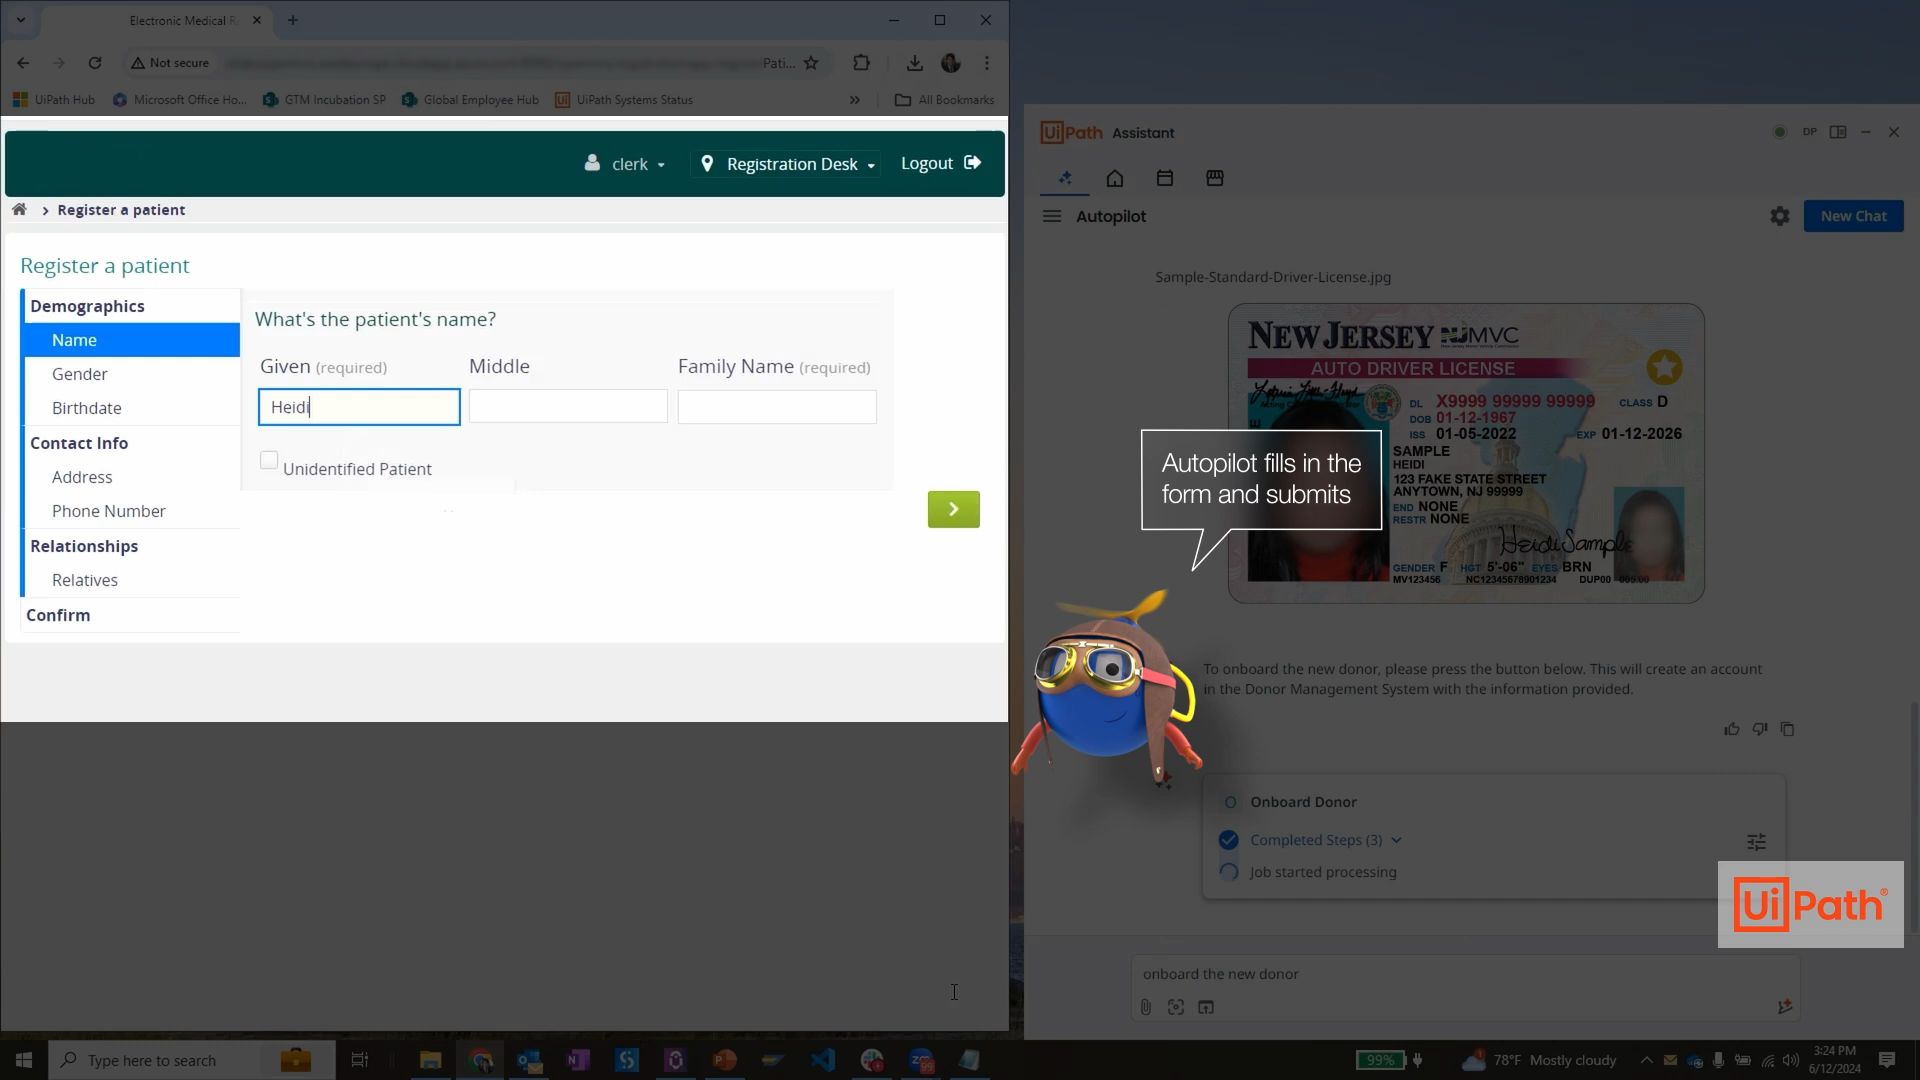 Electronic Medical R
Not secure
Pati...
UiPath Hub
Microsoft Office Ho...
GTM Incubation SP
Global Employee Hub
UiPath Systems Status
All Bookmarks
clerk
Registration Desk
Logout
Register a patient
Register a patient
Demographics
Name
Gender
Birthdate
Contact Info
Address
Phone Number
Relationships
Relatives
Confirm
What's the patient's name?
Given (required)
Middle
Family Name (required)
Heidi
Unidentified Patient
UiPath Assistant
DP
Autopilot
New Chat
Sample-Standard-Driver-License.jpg
NEW JERSEY NJMVC
AUTO DRIVER LICENSE
DL X9999 99999 99999 CLASS D
DOB 01-12-1967
ISS 01-05-2022 EXP 01-12-2026
SAMPLE
HEIDI
123 FAKE STATE STREET
ANYTOWN, NJ 99999
END NONE
RESTR NONE
Heidi Sample
GENDER F HGT 5'-06" EYES BRN
MV123456 NC12345678901234 DUP00
Autopilot fills in the
form and submits
To onboard the new donor, please press the button below. This will create an account
in the Donor Management System with the information provided.
Onboard Donor
Completed Steps (3)
Job started processing
UiPath
onboard the new donor
Type here to search
99%
78°F Mostly cloudy
3:24 PM
6/12/2024